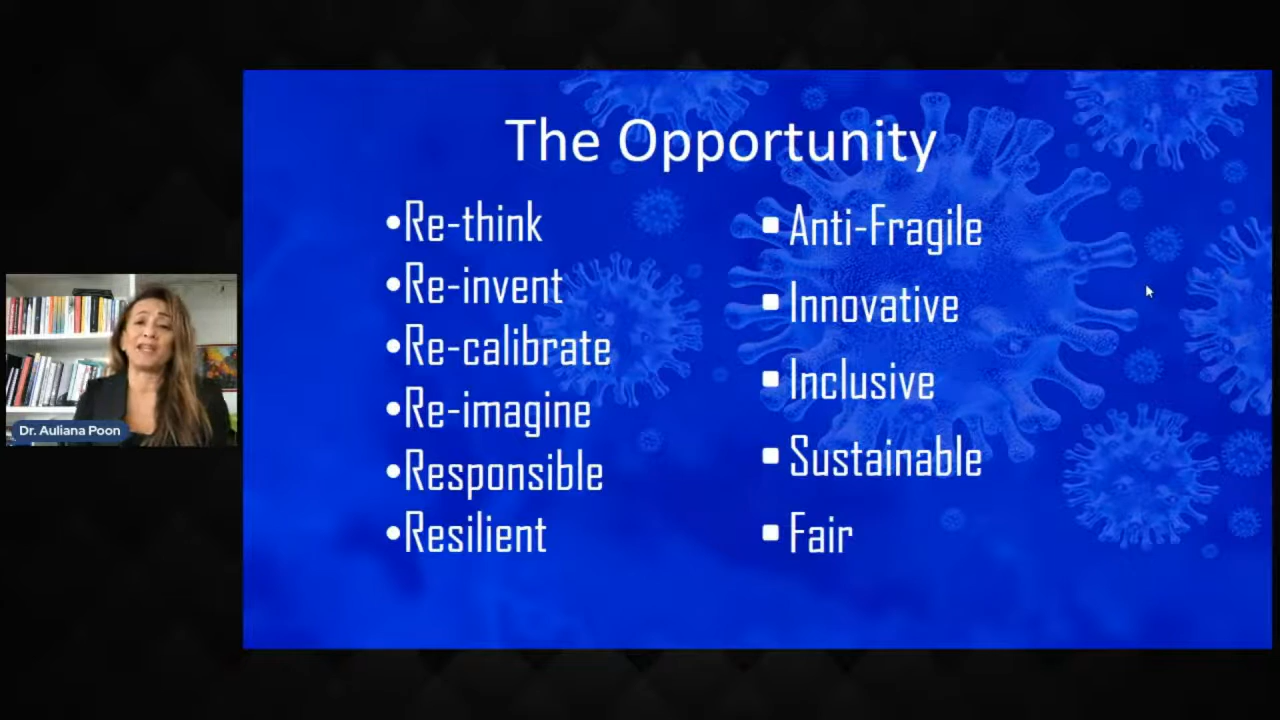 The Opportunity
•Re-think
•Re-invent
•Re-calibrate
•Re-imagine
•Responsible
•Resilient
▪ Anti-Fragile
▪ Innovative
▪ Inclusive
▪ Sustainable
▪ Fair
Dr. Auliana Poon